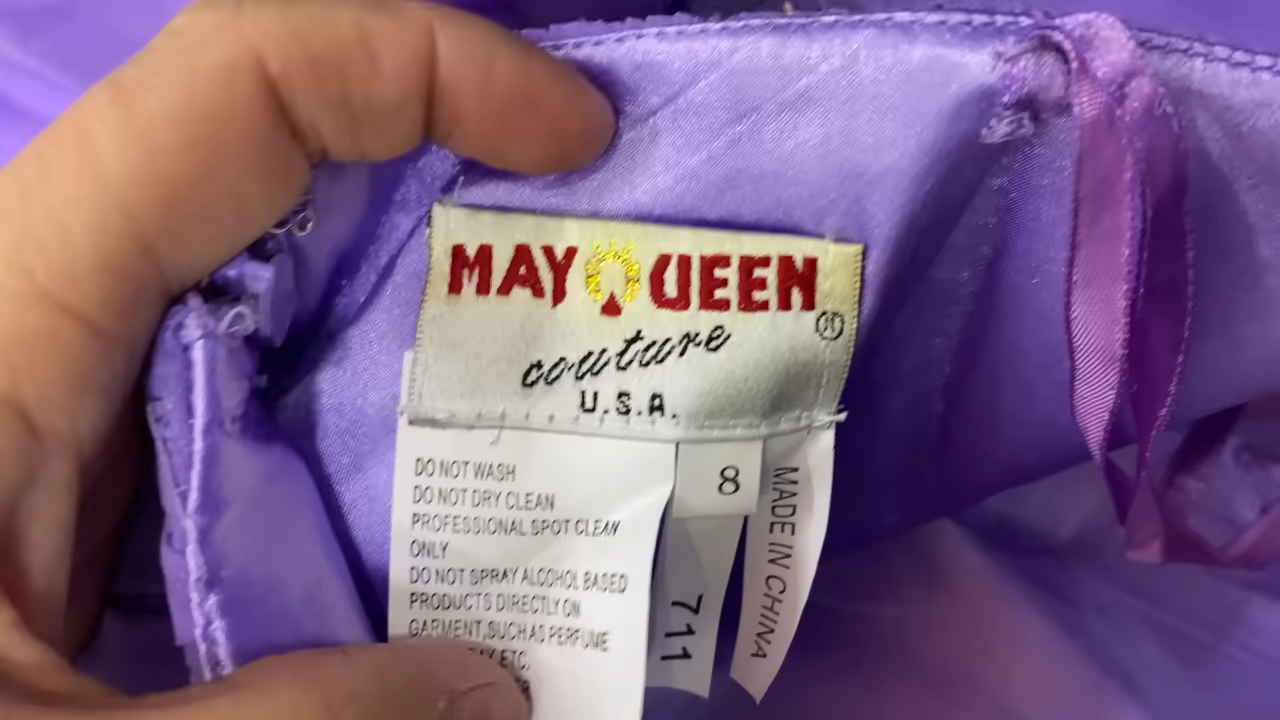 MAY QUEEN
®
couture
U.S.A.
DO NOT WASH
DO NOT DRY CLEAN
PROFESSIONAL SPOT CLEAN
ONLY
DO NOT SPRAY ALCOHOL BASED
PRODUCTS DIRECTLY ON
GARMENT,SUCH AS PERFUME
ETC.
8
711
MADE IN CHINA